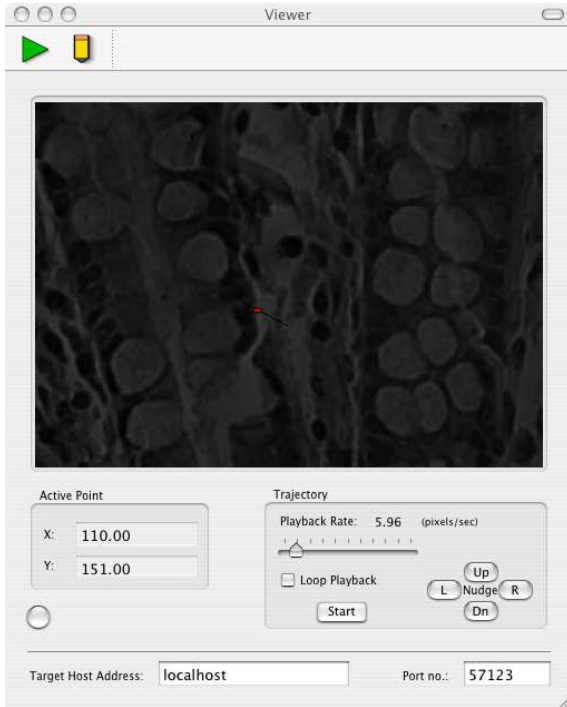 Viewer
Active Point
X: 110.00
Y: 151.00
Trajectory
Playback Rate: 5.96 (pixels/sec)
Loop Playback
Start
Up
L Nudge R
Dn
Target Host Address: localhost
Port no.: 57123